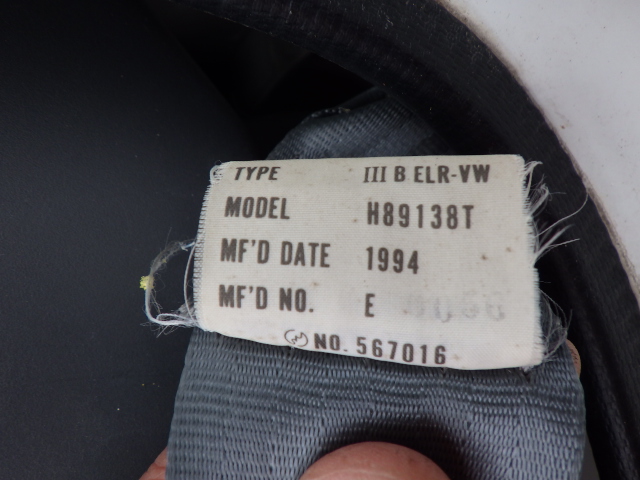 TYPE III B ELR-VW
MODEL H89138T
MF'D DATE 1994
MF'D NO. E
NO. 567016